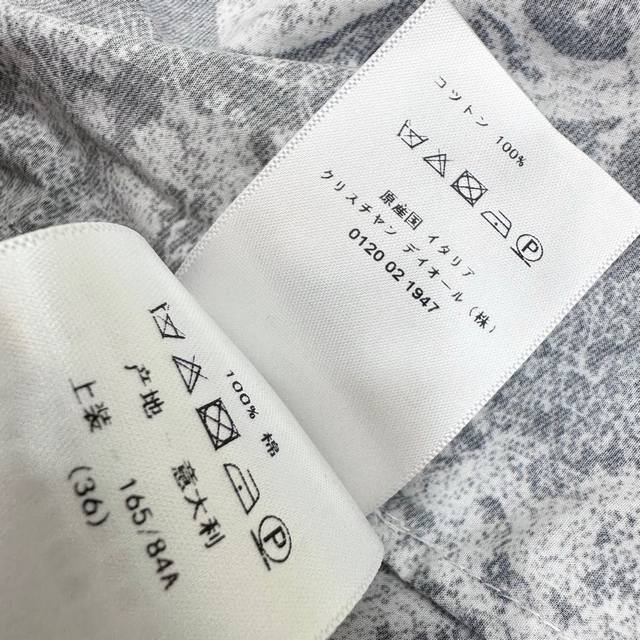 コットン 100%
P
原産国 イタリア
クリスチャン ディオール (株)
0120 02 1947
100% 棉
P
产地 意大利
上装 165/84A
(36)